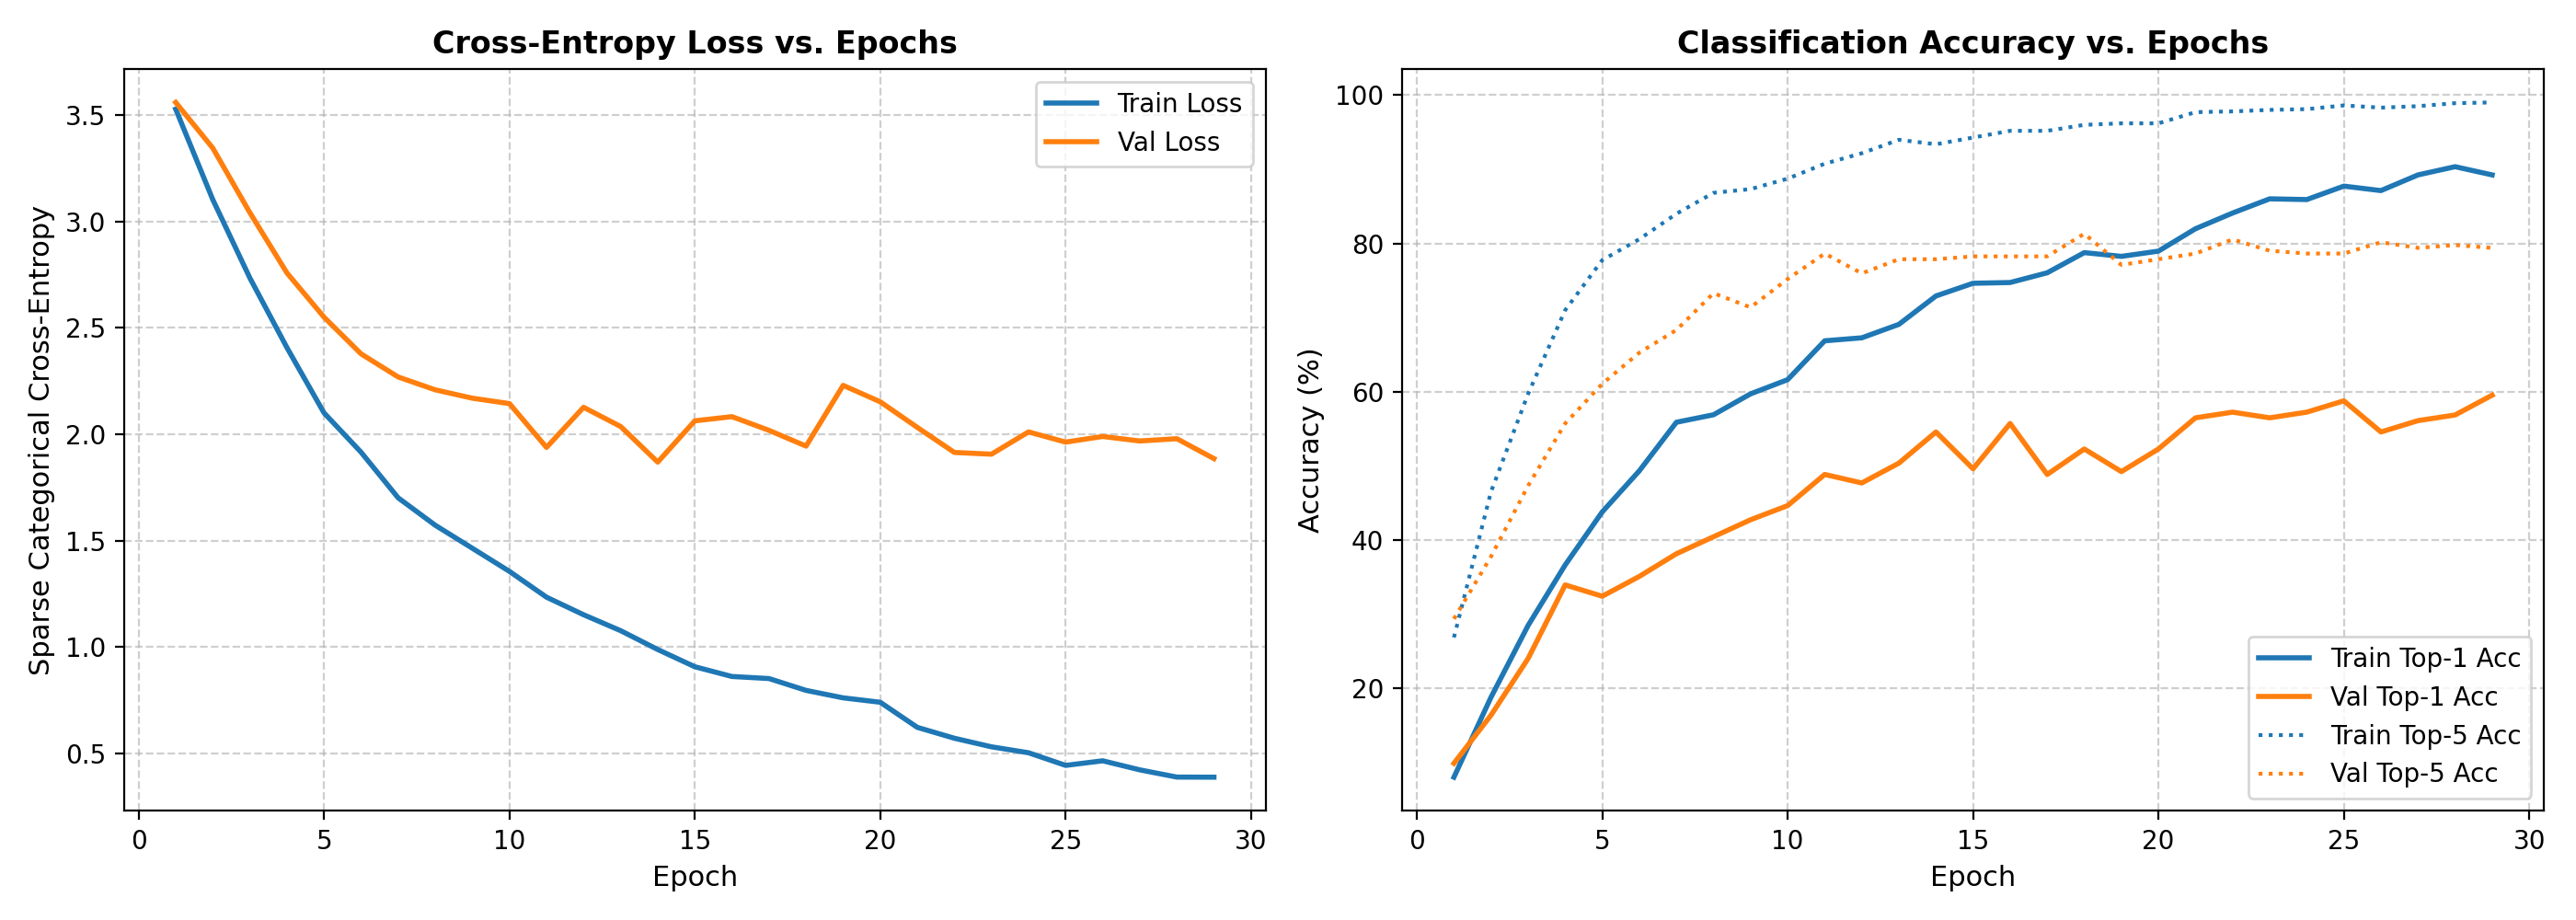 Cross-Entropy Loss vs. Epochs
Sparse Categorical Cross-Entropy
3.5
3.0
2.5
2.0
1.5
1.0
0.5
0 5 10 15 20 25 30
Epoch
Train Loss
Val Loss
Classification Accuracy vs. Epochs
Accuracy (%)
100
80
60
40
20
0 5 10 15 20 25 30
Epoch
Train Top-1 Acc
Val Top-1 Acc
Train Top-5 Acc
Val Top-5 Acc